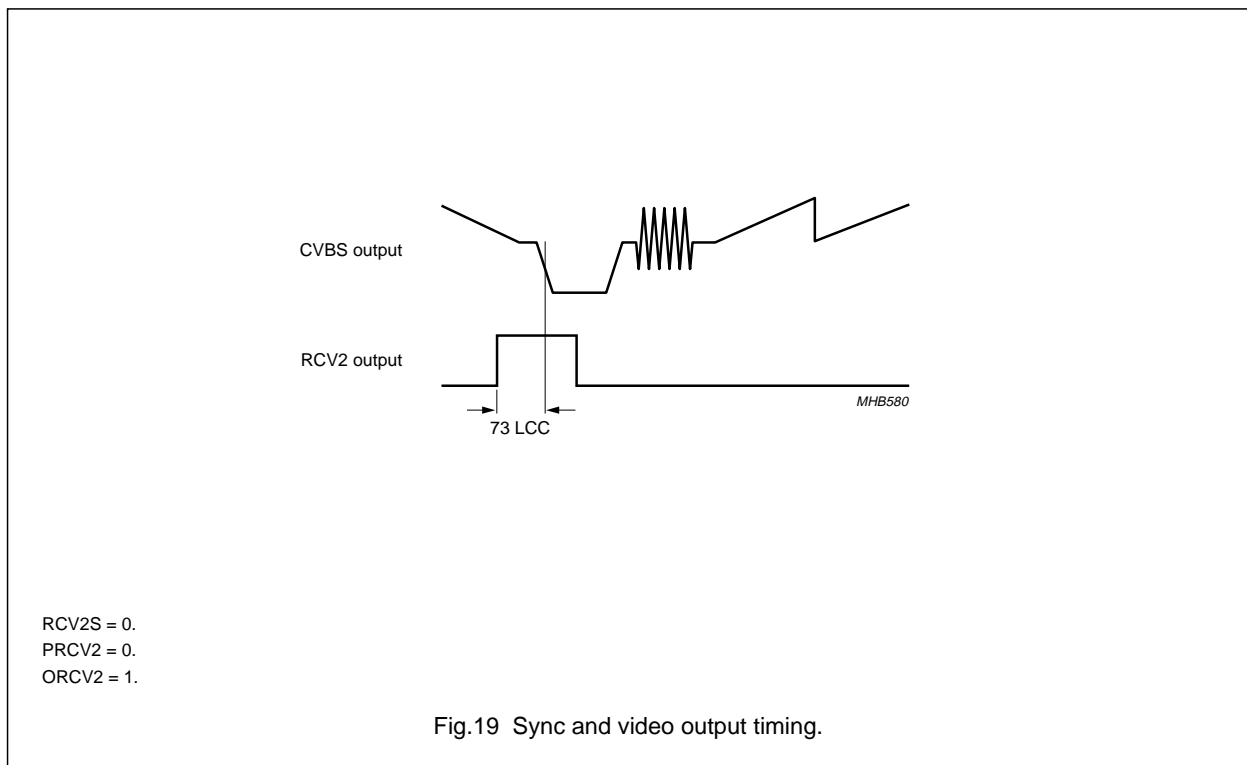 CVBS output
RCV2 output
MHB580
73 LCC
RCV2S = 0.
PRCV2 = 0.
ORCV2 = 1.
Fig.19 Sync and video output timing.